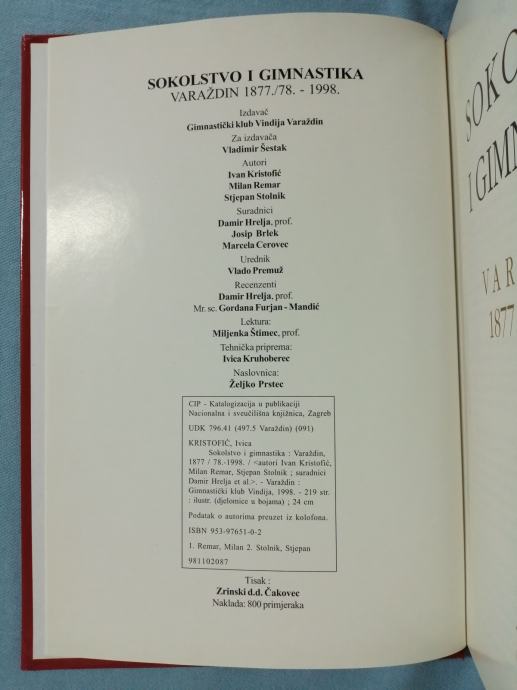 SOKOLSTVO I GIMNASTIKA
VARAŽDIN 1877./78. - 1998.
Izdavač
Gimnastički klub Vindija Varaždin
Za izdavača
Vladimir Šestak
Autori
Ivan Kristofić
Milan Remar
Stjepan Stolnik
Suradnici
Damir Hrelja, prof.
Josip Brlek
Marcela Cerovec
Urednik
Vlado Premuž
Recenzenti
Damir Hrelja, prof.
Mr. sc. Gordana Furjan - Mandić
Lektura:
Miljenka Štimec, prof.
Tehnička priprema:
Ivica Kruhoberec
Naslovnica:
Željko Prstec
CIP - Katalogizacija u publikaciji
Nacionalna i sveučilišna knjižnica, Zagreb
UDK 796.41 (497.5 Varaždin) (091)
KRISTOFIĆ, Ivica
Sokolstvo i gimnastika : Varaždin,
1877 / 78.-1998. / <autori Ivan Kristofić,
Milan Remar, Stjepan Stolnik ; suradnici
Damir Hrelja et al.>. - Varaždin :
Gimnastički klub Vindija, 1998. - 219 str.
: ilustr. (djelomice u bojama) ; 24 cm
Podatak o autorima preuzet iz kolofona.
ISBN 953-97651-0-2
1. Remar, Milan 2. Stolnik, Stjepan
981102087
Tisak :
Zrinski d.d. Čakovec
Naklada: 800 primjeraka
SOKO
I GIMN
VAR
1877